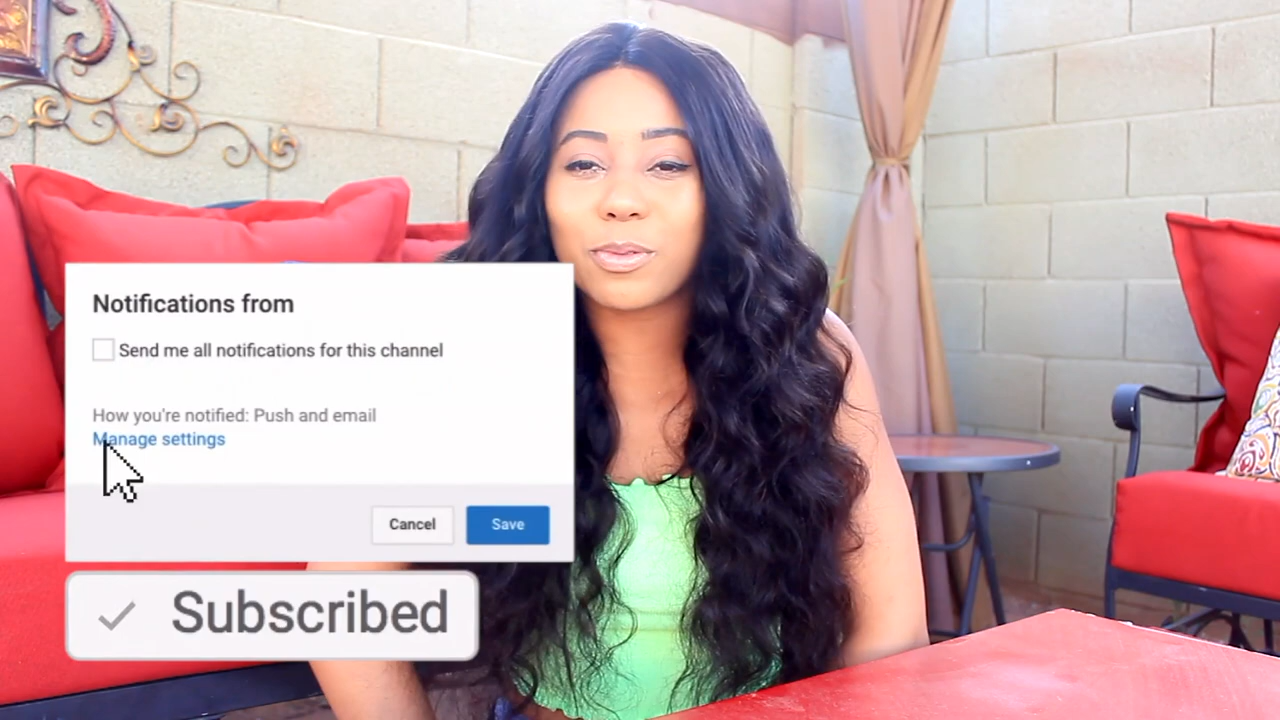 Notifications from
Send me all notifications for this channel
How you're notified: Push and email
Manage settings
Cancel
Save
Subscribed